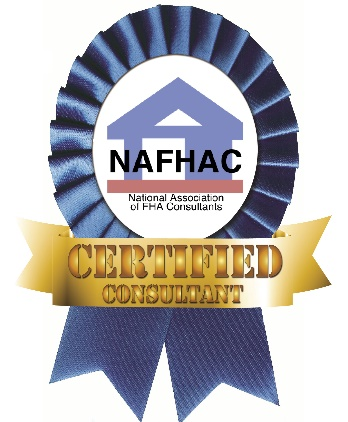 NAFHAC
National Association
of FHA Consultants
CERTIFIED
CONSULTANT